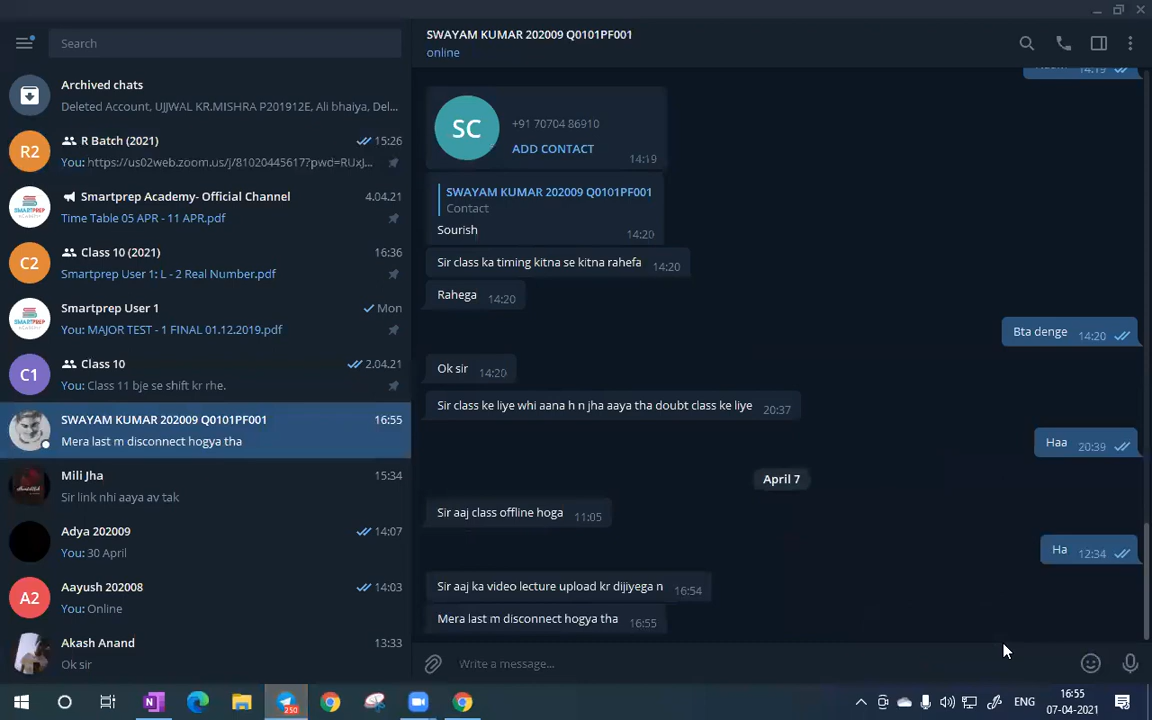 Search
Archived chats
Deleted Account, UJJWAL KR.MISHRA P201912E, Ali bhaiya, Del...
R2
R Batch (2021)
15:26
You: https://us02web.zoom.us/j/81020445617?pwd=RUxJ...
Smartprep Academy- Official Channel
4.04.21
Time Table 05 APR - 11 APR.pdf
C2
Class 10 (2021)
16:36
Smartprep User 1: L - 2 Real Number.pdf
Smartprep User 1
Mon
You: MAJOR TEST - 1 FINAL 01.12.2019.pdf
C1
Class 10
2.04.21
You: Class 11 bje se shift kr rhe.
SWAYAM KUMAR 202009 Q0101PF001
16:55
Mera last m disconnect hogya tha
Mili Jha
15:34
Sir link nhi aaya av tak
Adya 202009
14:07
You: 30 April
A2
Aayush 202008
14:03
You: Online
Akash Anand
13:33
Ok sir
SWAYAM KUMAR 202009 Q0101PF001
online
14:19
SC
+91 70704 86910
ADD CONTACT
14:19
SWAYAM KUMAR 202009 Q0101PF001
Contact
Sourish
14:20
Sir class ka timing kitna se kitna rahefa 14:20
Rahega 14:20
Bta denge 14:20
Ok sir 14:20
Sir class ke liye whi aana h n jha aaya tha doubt class ke liye 20:37
Haa 20:39
April 7
Sir aaj class offline hoga 11:05
Ha 12:34
Sir aaj ka video lecture upload kr dijiyega n 16:54
Mera last m disconnect hogya tha 16:55
Write a message...
250
ENG
16:55
07-04-2021